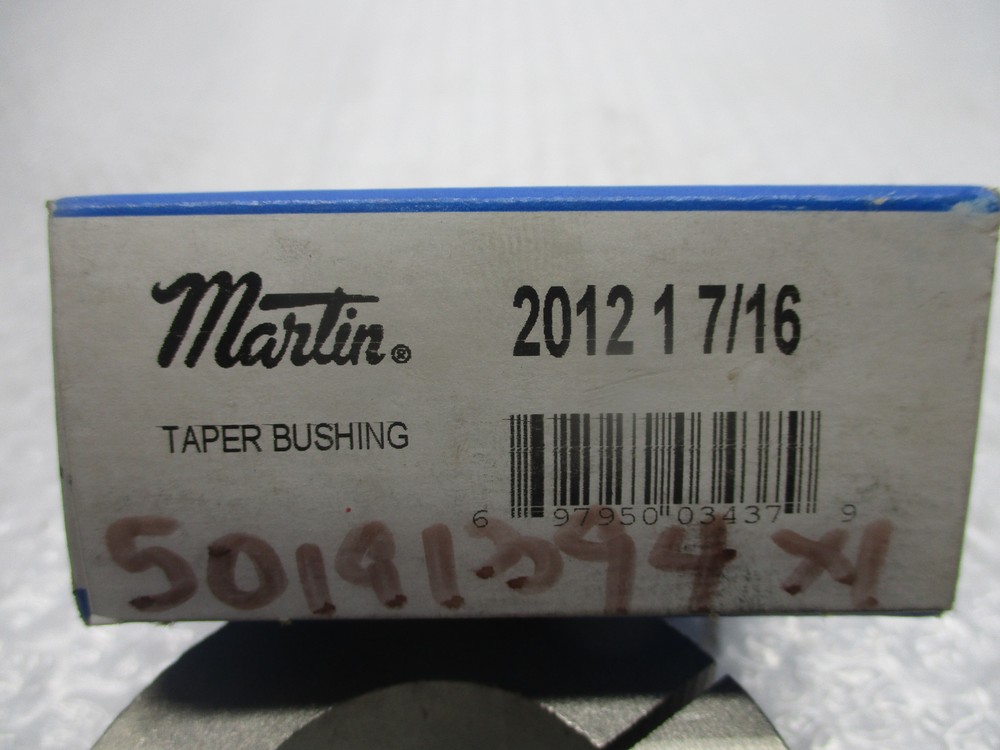 Martin®
2012 1 7/16
TAPER BUSHING
6 97950 03437 9
50191394 x1